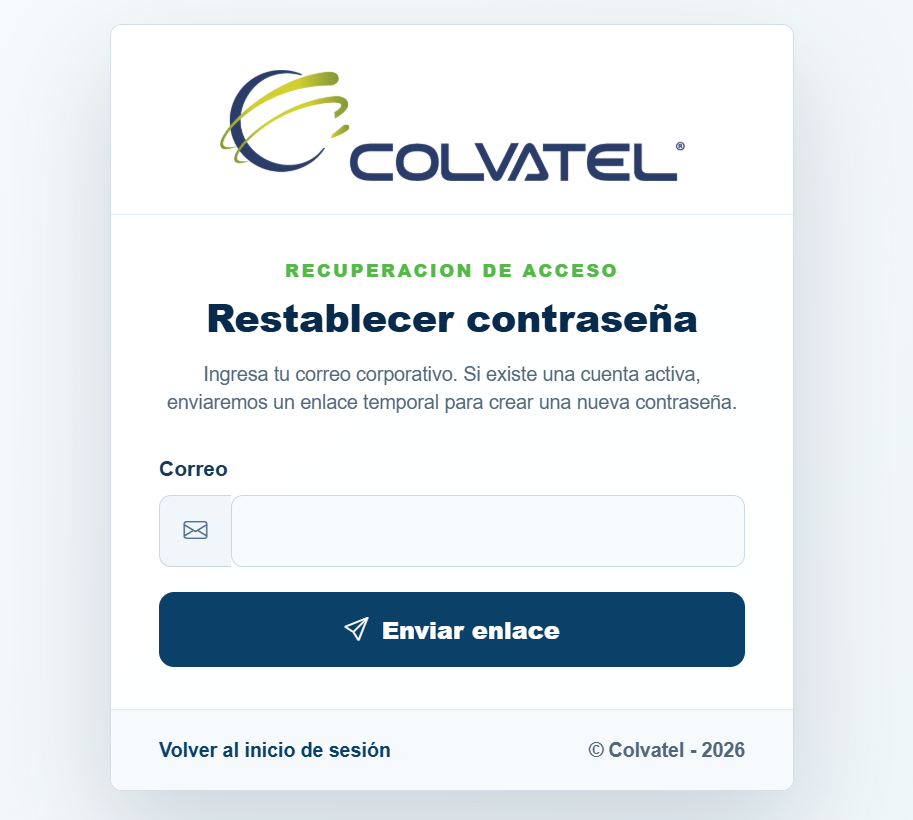 COLVATEL®
RECUPERACION DE ACCESO
Restablecer contraseña
Ingresa tu correo corporativo. Si existe una cuenta activa,
enviaremos un enlace temporal para crear una nueva contraseña.
Correo
Enviar enlace
Volver al inicio de sesión
© Colvatel - 2026